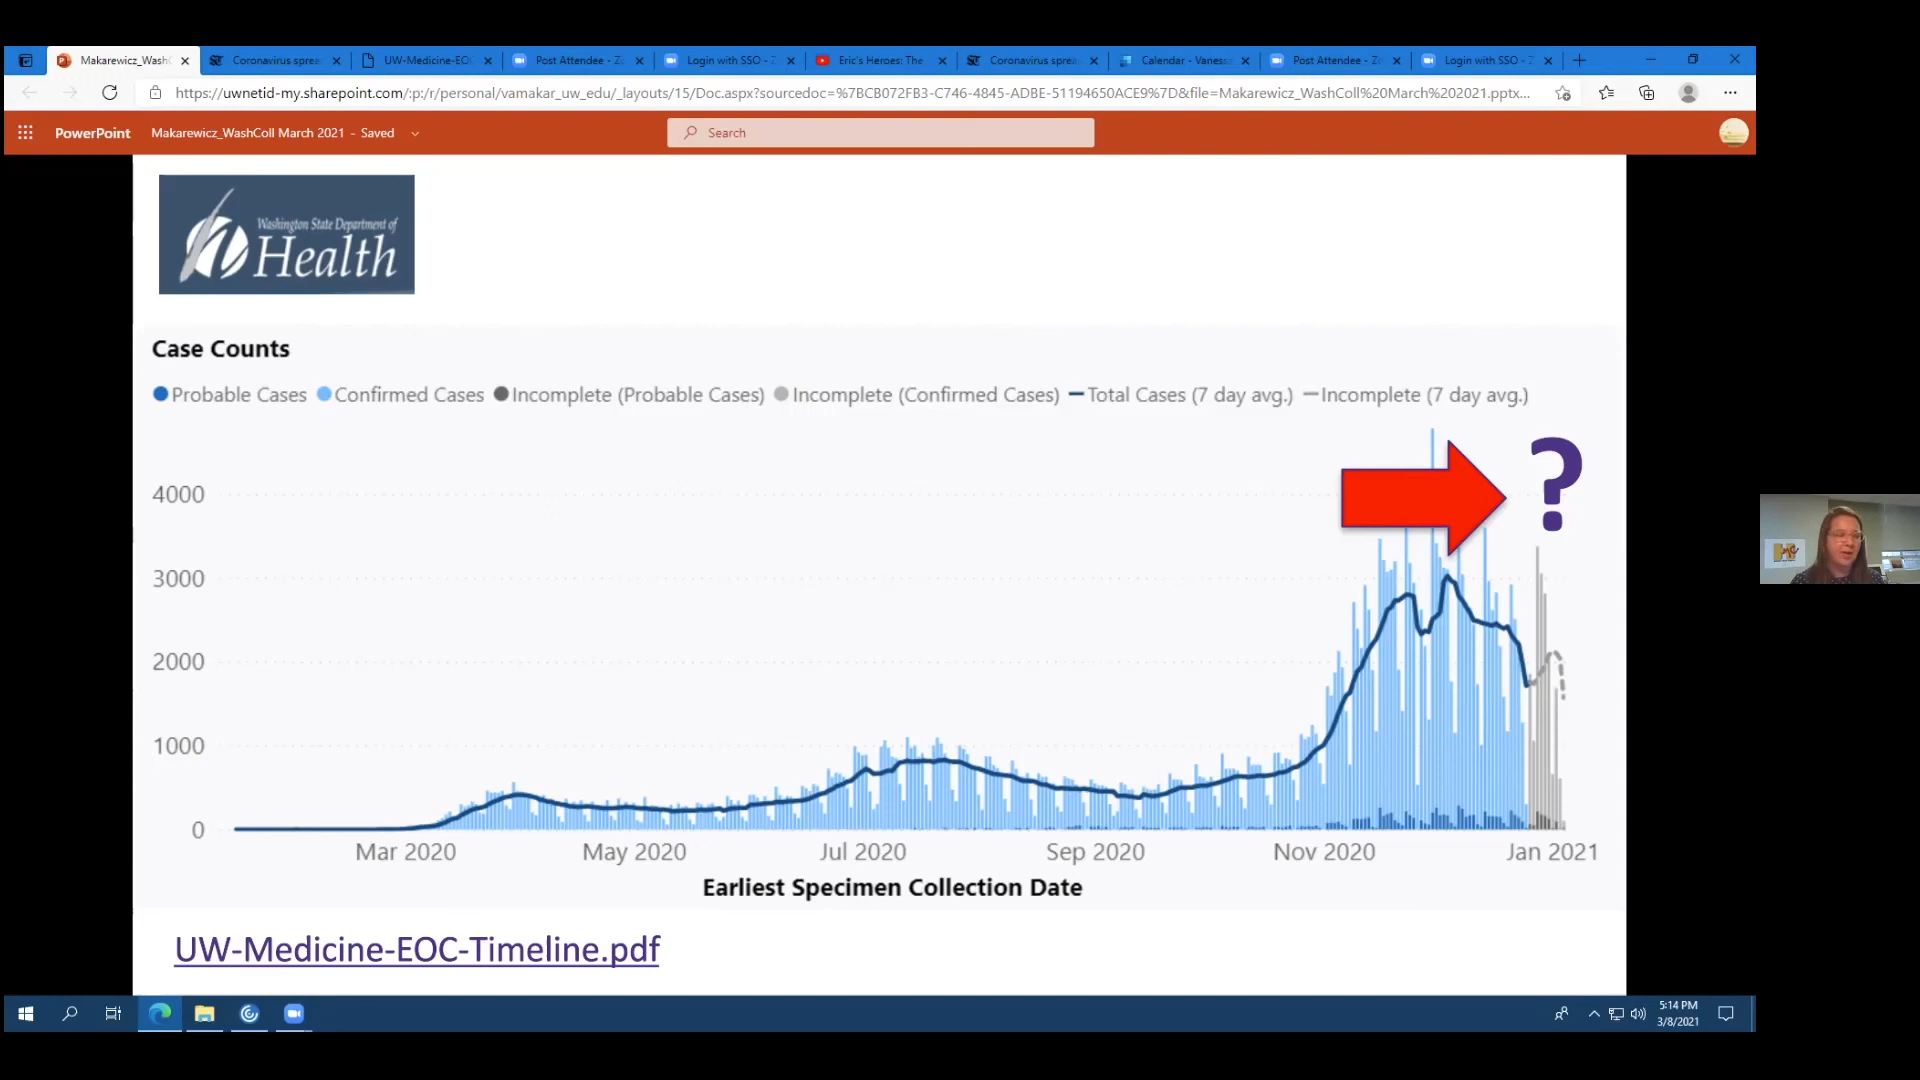 Makarewicz_WashC
Coronavirus sprea
UW-Medicine-EOC
Post Attendee - Zo
Login with SSO - Z
Eric's Heroes: The
Coronavirus sprea
Calendar - Vaness
Post Attendee - Zo
Login with SSO - Z
https://uwnetid-my.sharepoint.com/:p:/r/personal/vamakar_uw_edu/_layouts/15/Doc.aspx?sourcedoc=%7BCB072FB3-C746-4845-ADBE-51194650ACE9%7D&file=Makarewicz_WashColl%20March%202021.pptx...
PowerPoint Makarewicz_WashColl March 2021 - Saved
Search
Washington State Department of
Health
Case Counts
Probable Cases Confirmed Cases Incomplete (Probable Cases) Incomplete (Confirmed Cases) Total Cases (7 day avg.) Incomplete (7 day avg.)
?
4000
3000
2000
1000
0
Mar 2020 May 2020 Jul 2020 Sep 2020 Nov 2020 Jan 2021
Earliest Specimen Collection Date
UW-Medicine-EOC-Timeline.pdf
5:14 PM
3/8/2021